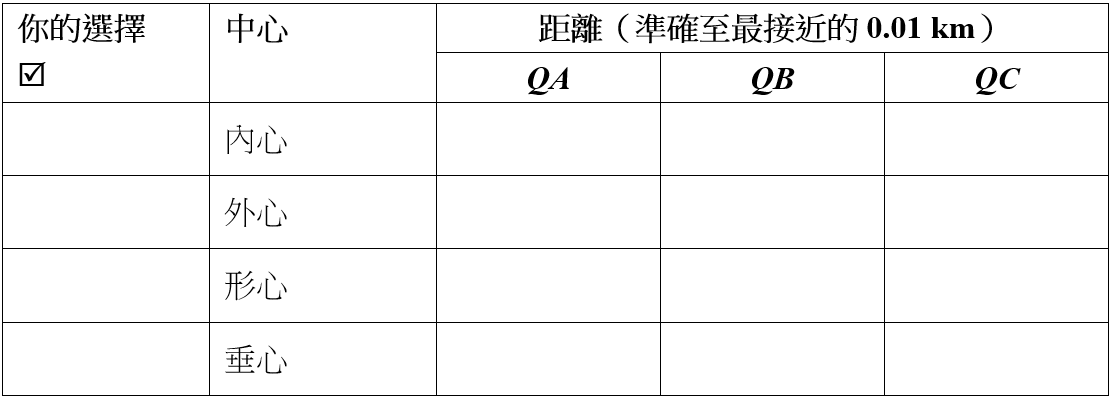 你的選擇 中心 距離（準確至最接近的 0.01 km）
☑ QA QB QC
內心
外心
形心
垂心